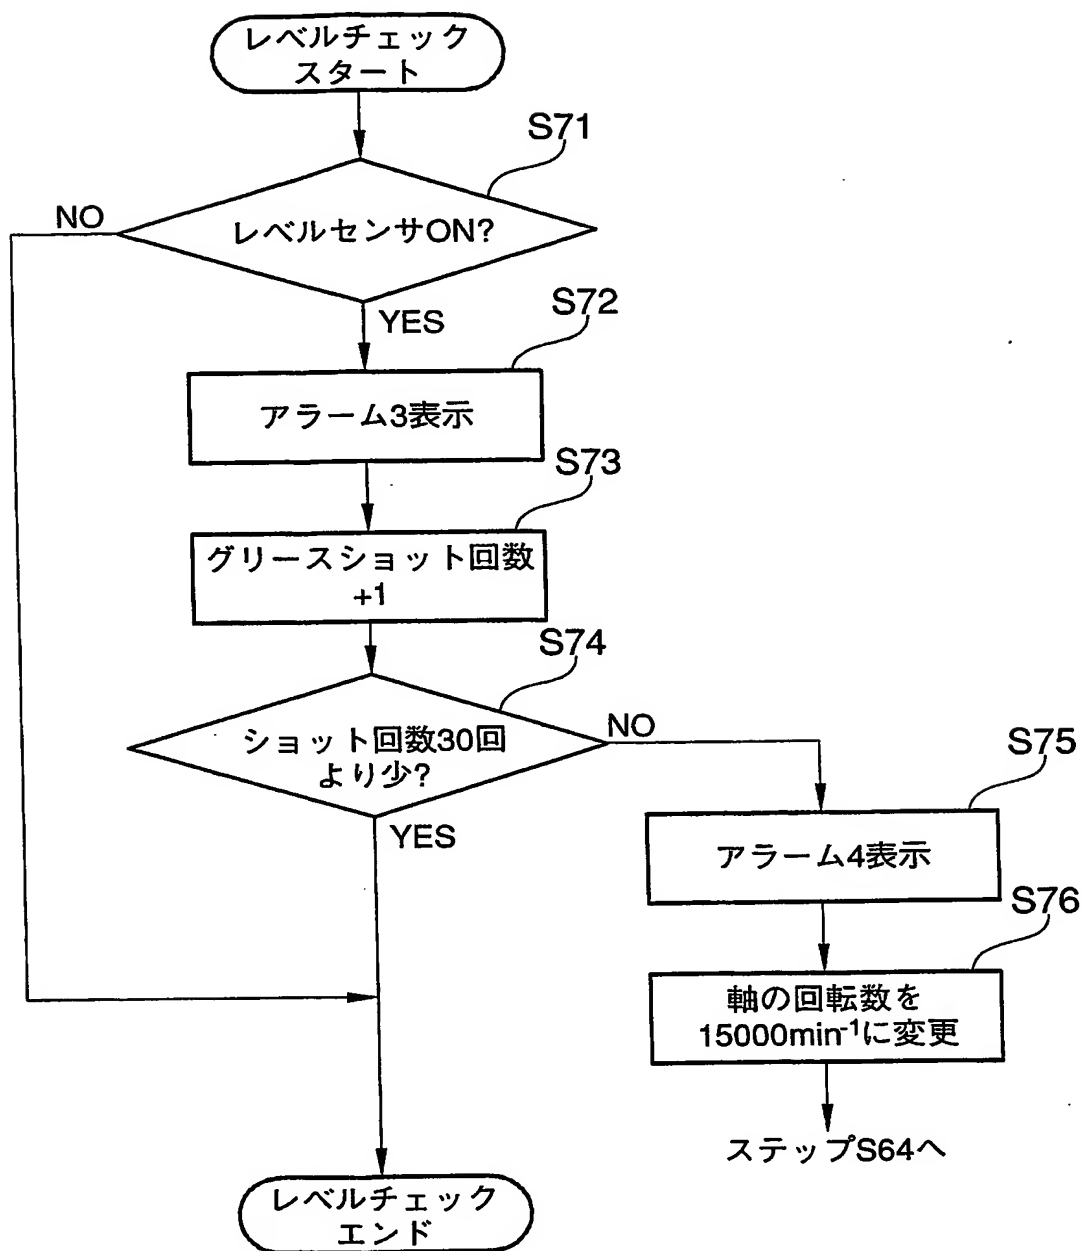 レベルチェック
スタート
S71
NO
レベルセンサON?
YES
S72
アラーム3表示
S73
グリースショット回数
+1
S74
ショット回数30回
より少?
NO
YES
S75
アラーム4表示
S76
軸の回転数を
15000min⁻¹に変更
ステップS64へ
レベルチェック
エンド